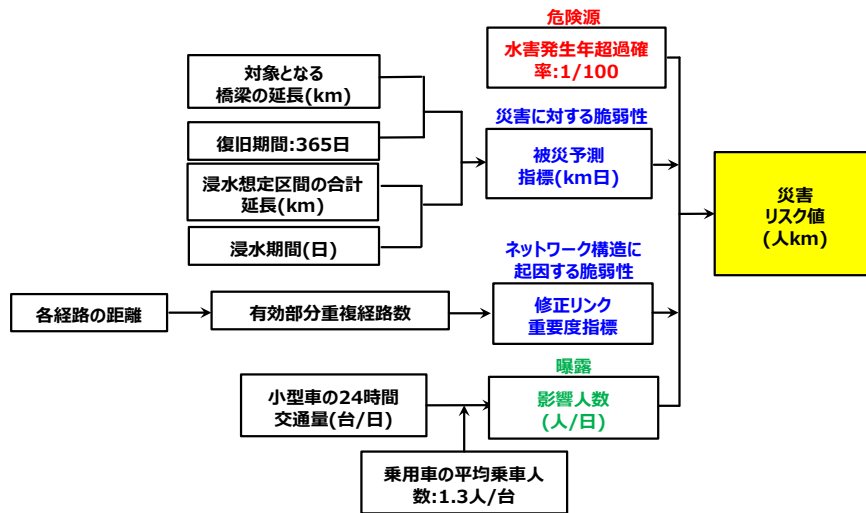 危険源
水害発生年超過確
率:1/100
対象となる
橋梁の延長(km)
復旧期間:365日
浸水想定区間の合計
延長(km)
浸水期間(日)
災害に対する脆弱性
被災予測
指標(km日)
災害
リスク値
(人km)
ネットワーク構造に
起因する脆弱性
各経路の距離
有効部分重複経路数
修正リンク
重要度指標
曝露
小型車の24時間
交通量(台/日)
影響人数
(人/日)
乗用車の平均乗車人
数:1.3人/台